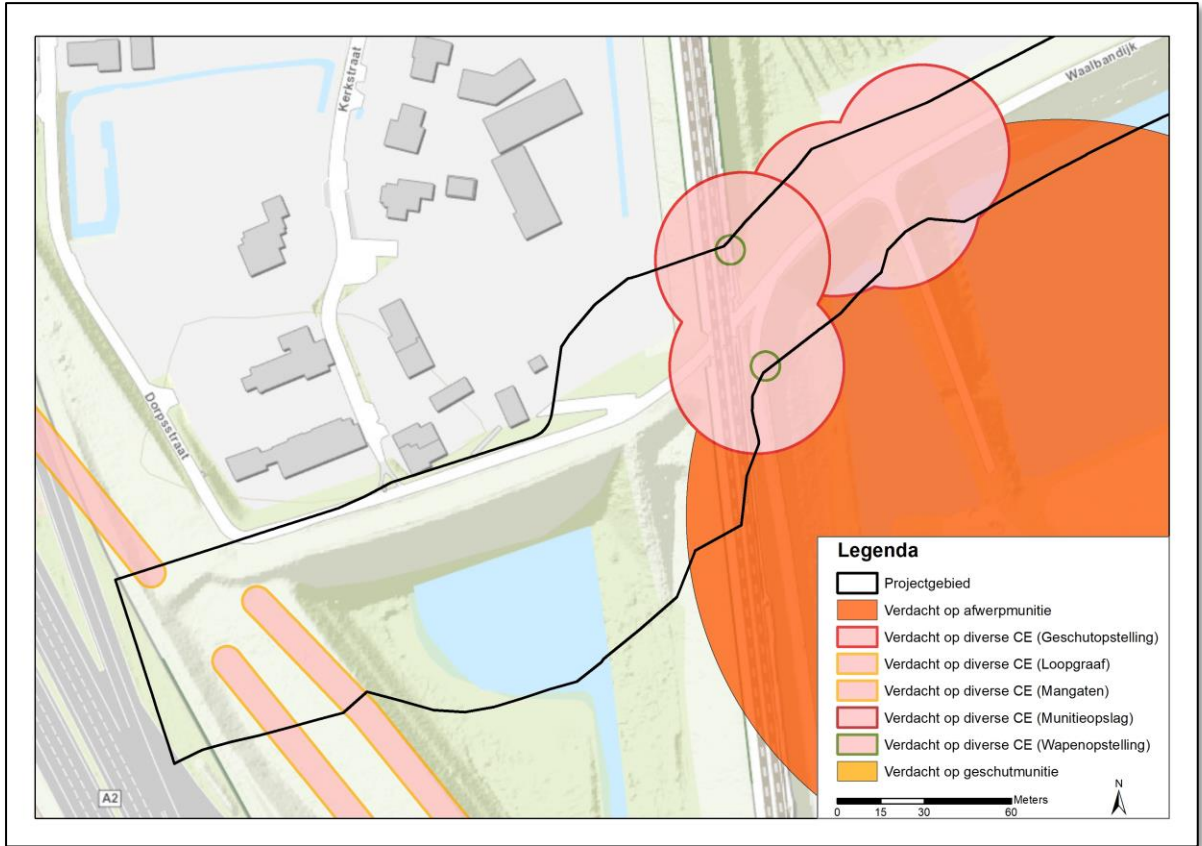 Kerkstraat
Waalbandijk
Dorpsstraat
A2
Legenda
Projectgebied
Verdacht op afwerpmunitie
Verdacht op diverse CE (Geschutopstelling)
Verdacht op diverse CE (Loopgraaf)
Verdacht op diverse CE (Mangaten)
Verdacht op diverse CE (Munitieopslag)
Verdacht op diverse CE (Wapenopstelling)
Verdacht op geschutmunitie
Meters
0 15 30 60
N